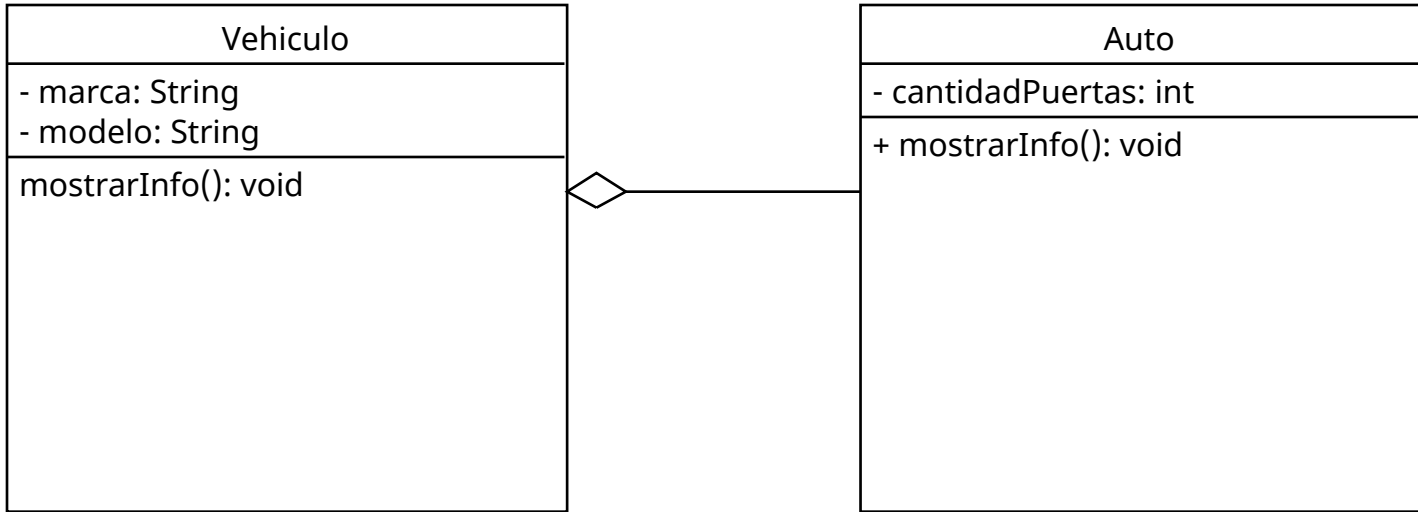 Vehiculo
- marca: String
- modelo: String
mostrarInfo(): void
Auto
- cantidadPuertas: int
+ mostrarInfo(): void